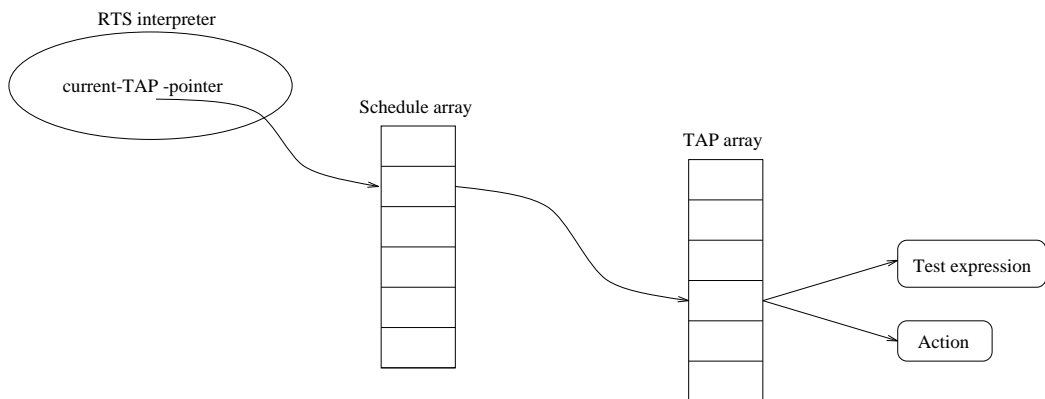 RTS interpreter
current-TAP -pointer
Schedule array
TAP array
Test expression
Action